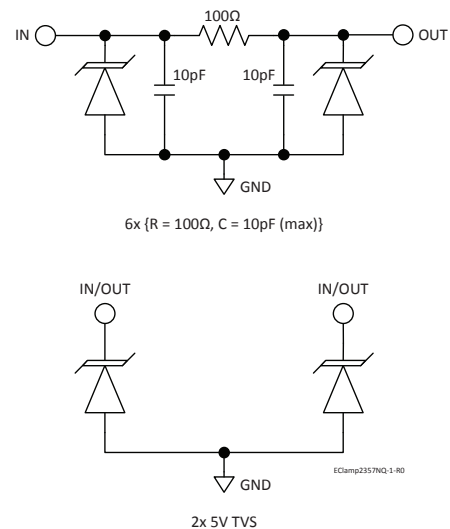 100Ω
IN
OUT
10pF
10pF
GND
6x {R = 100Ω, C = 10pF (max)}
IN/OUT
IN/OUT
EClamp2357NQ-1-R0
GND
2x 5V TVS